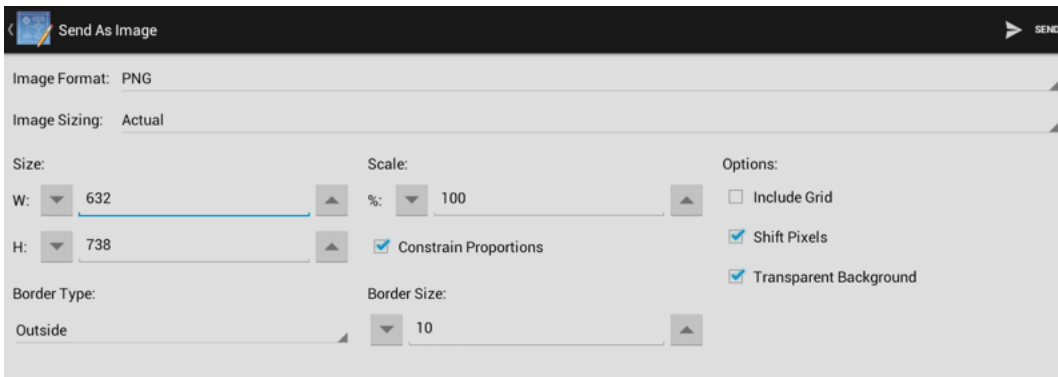 Send As Image SEND
Image Format: PNG
Image Sizing: Actual
Size: Scale: Options:
W: 632 %: 100 Include Grid
H: 738 Constrain Proportions Shift Pixels
Transparent Background
Border Type: Border Size:
Outside 10